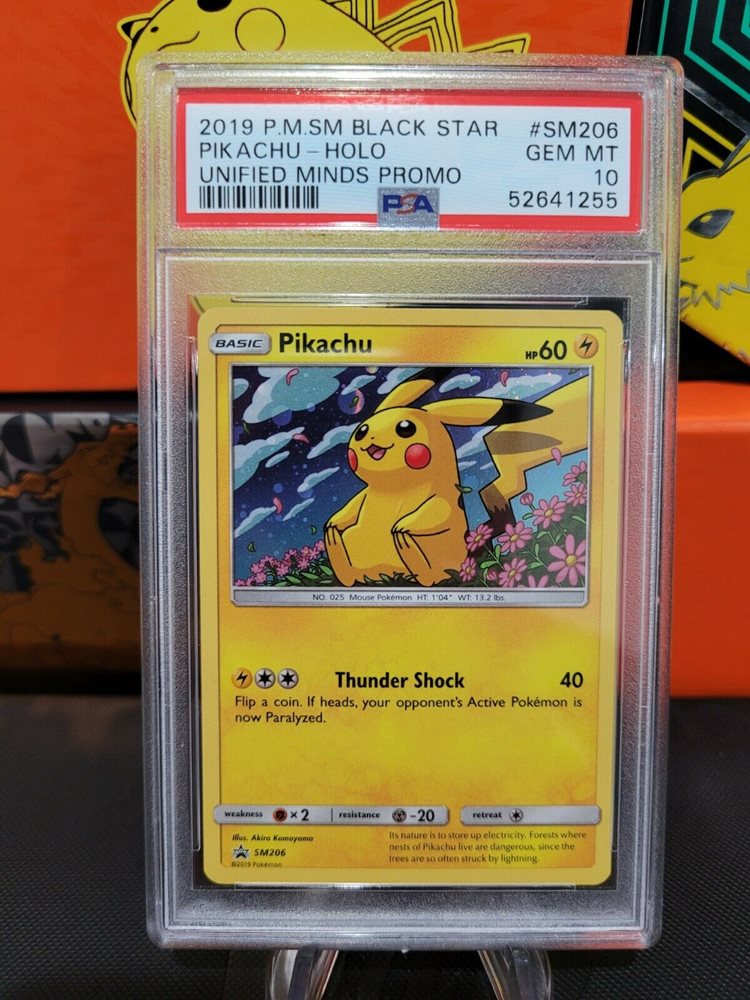 2019 P.M.SM BLACK STAR #SM206
PIKACHU – HOLO GEM MT
UNIFIED MINDS PROMO 10
PSA 52641255
BASIC Pikachu HP60
NO. 025 Mouse Pokémon HT: 1'04" WT: 13.2 lbs.
Thunder Shock 40
Flip a coin. If heads, your opponent's Active Pokémon is
now Paralyzed.
weakness ×2 resistance -20 retreat
Illus. Akira Komayama
SM206
©2019 Pokémon
Its nature is to store up electricity. Forests where
nests of Pikachu live are dangerous, since the
trees are so often struck by lightning.